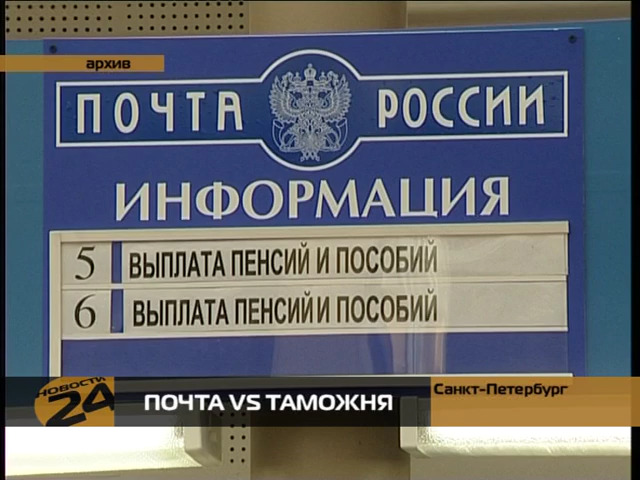 архив
ПОЧТА РОССИИ
ИНФОРМАЦИЯ
5 ВЫПЛАТА ПЕНСИЙ И ПОСОБИЙ
6 ВЫПЛАТА ПЕНСИЙ И ПОСОБИЙ
НОВОСТИ
24
ПОЧТА VS ТАМОЖНЯ
Санкт-Петербург